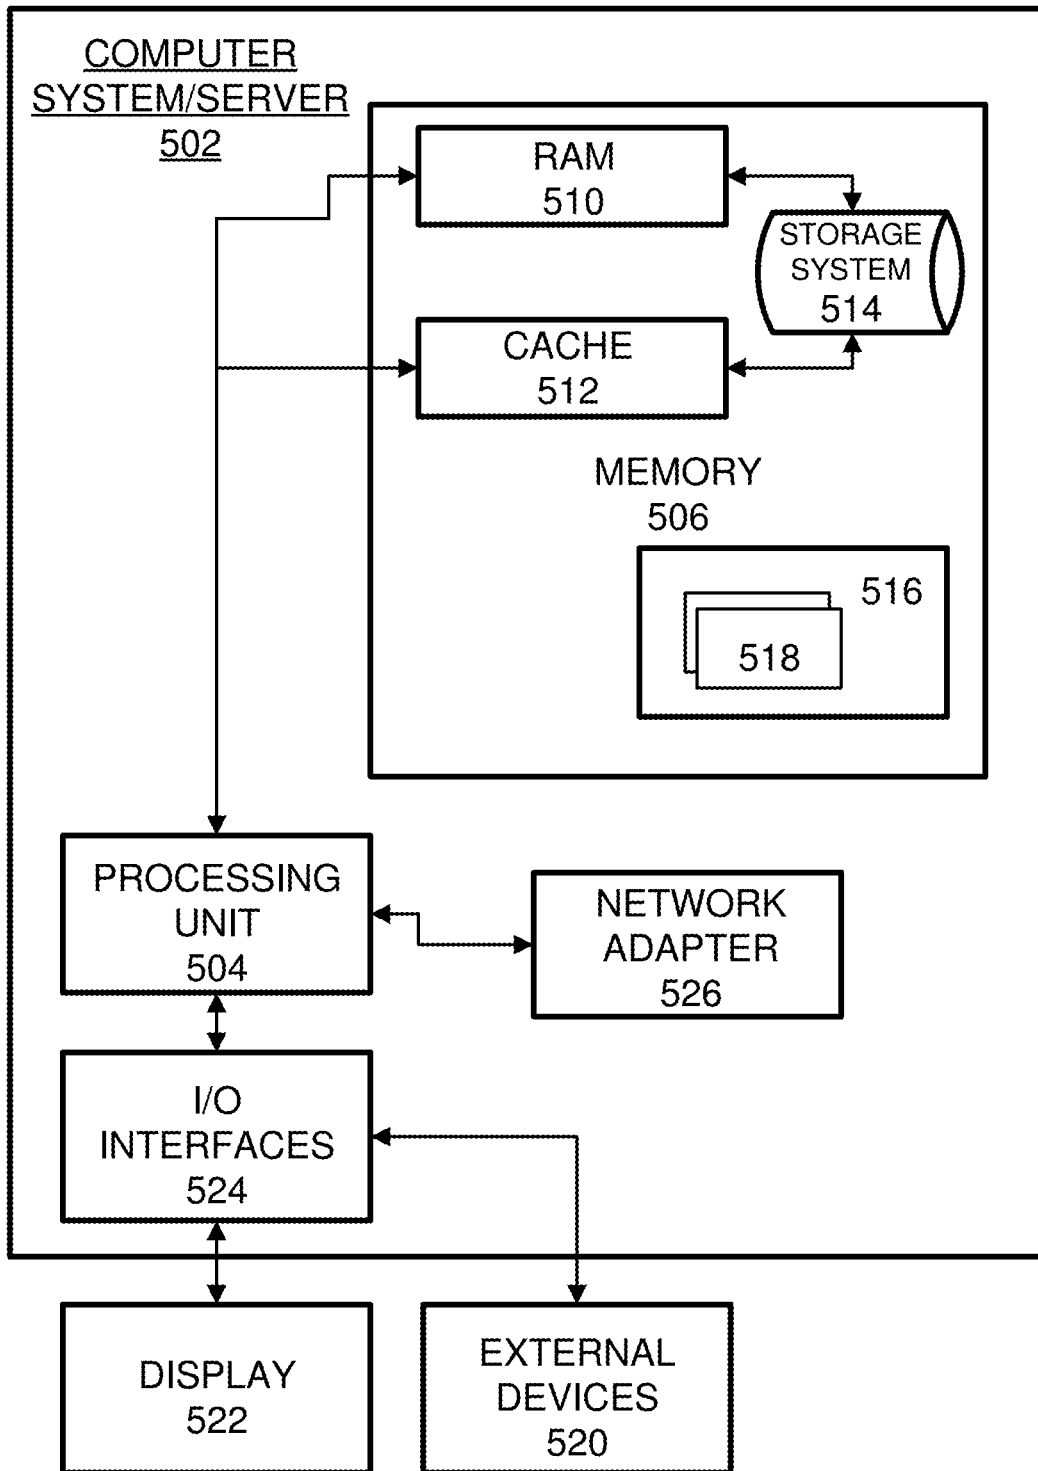 COMPUTER
SYSTEM/SERVER
502
RAM
510
STORAGE
SYSTEM
514
CACHE
512
MEMORY
506
516
518
PROCESSING
UNIT
504
NETWORK
ADAPTER
526
I/O
INTERFACES
524
DISPLAY
522
EXTERNAL
DEVICES
520